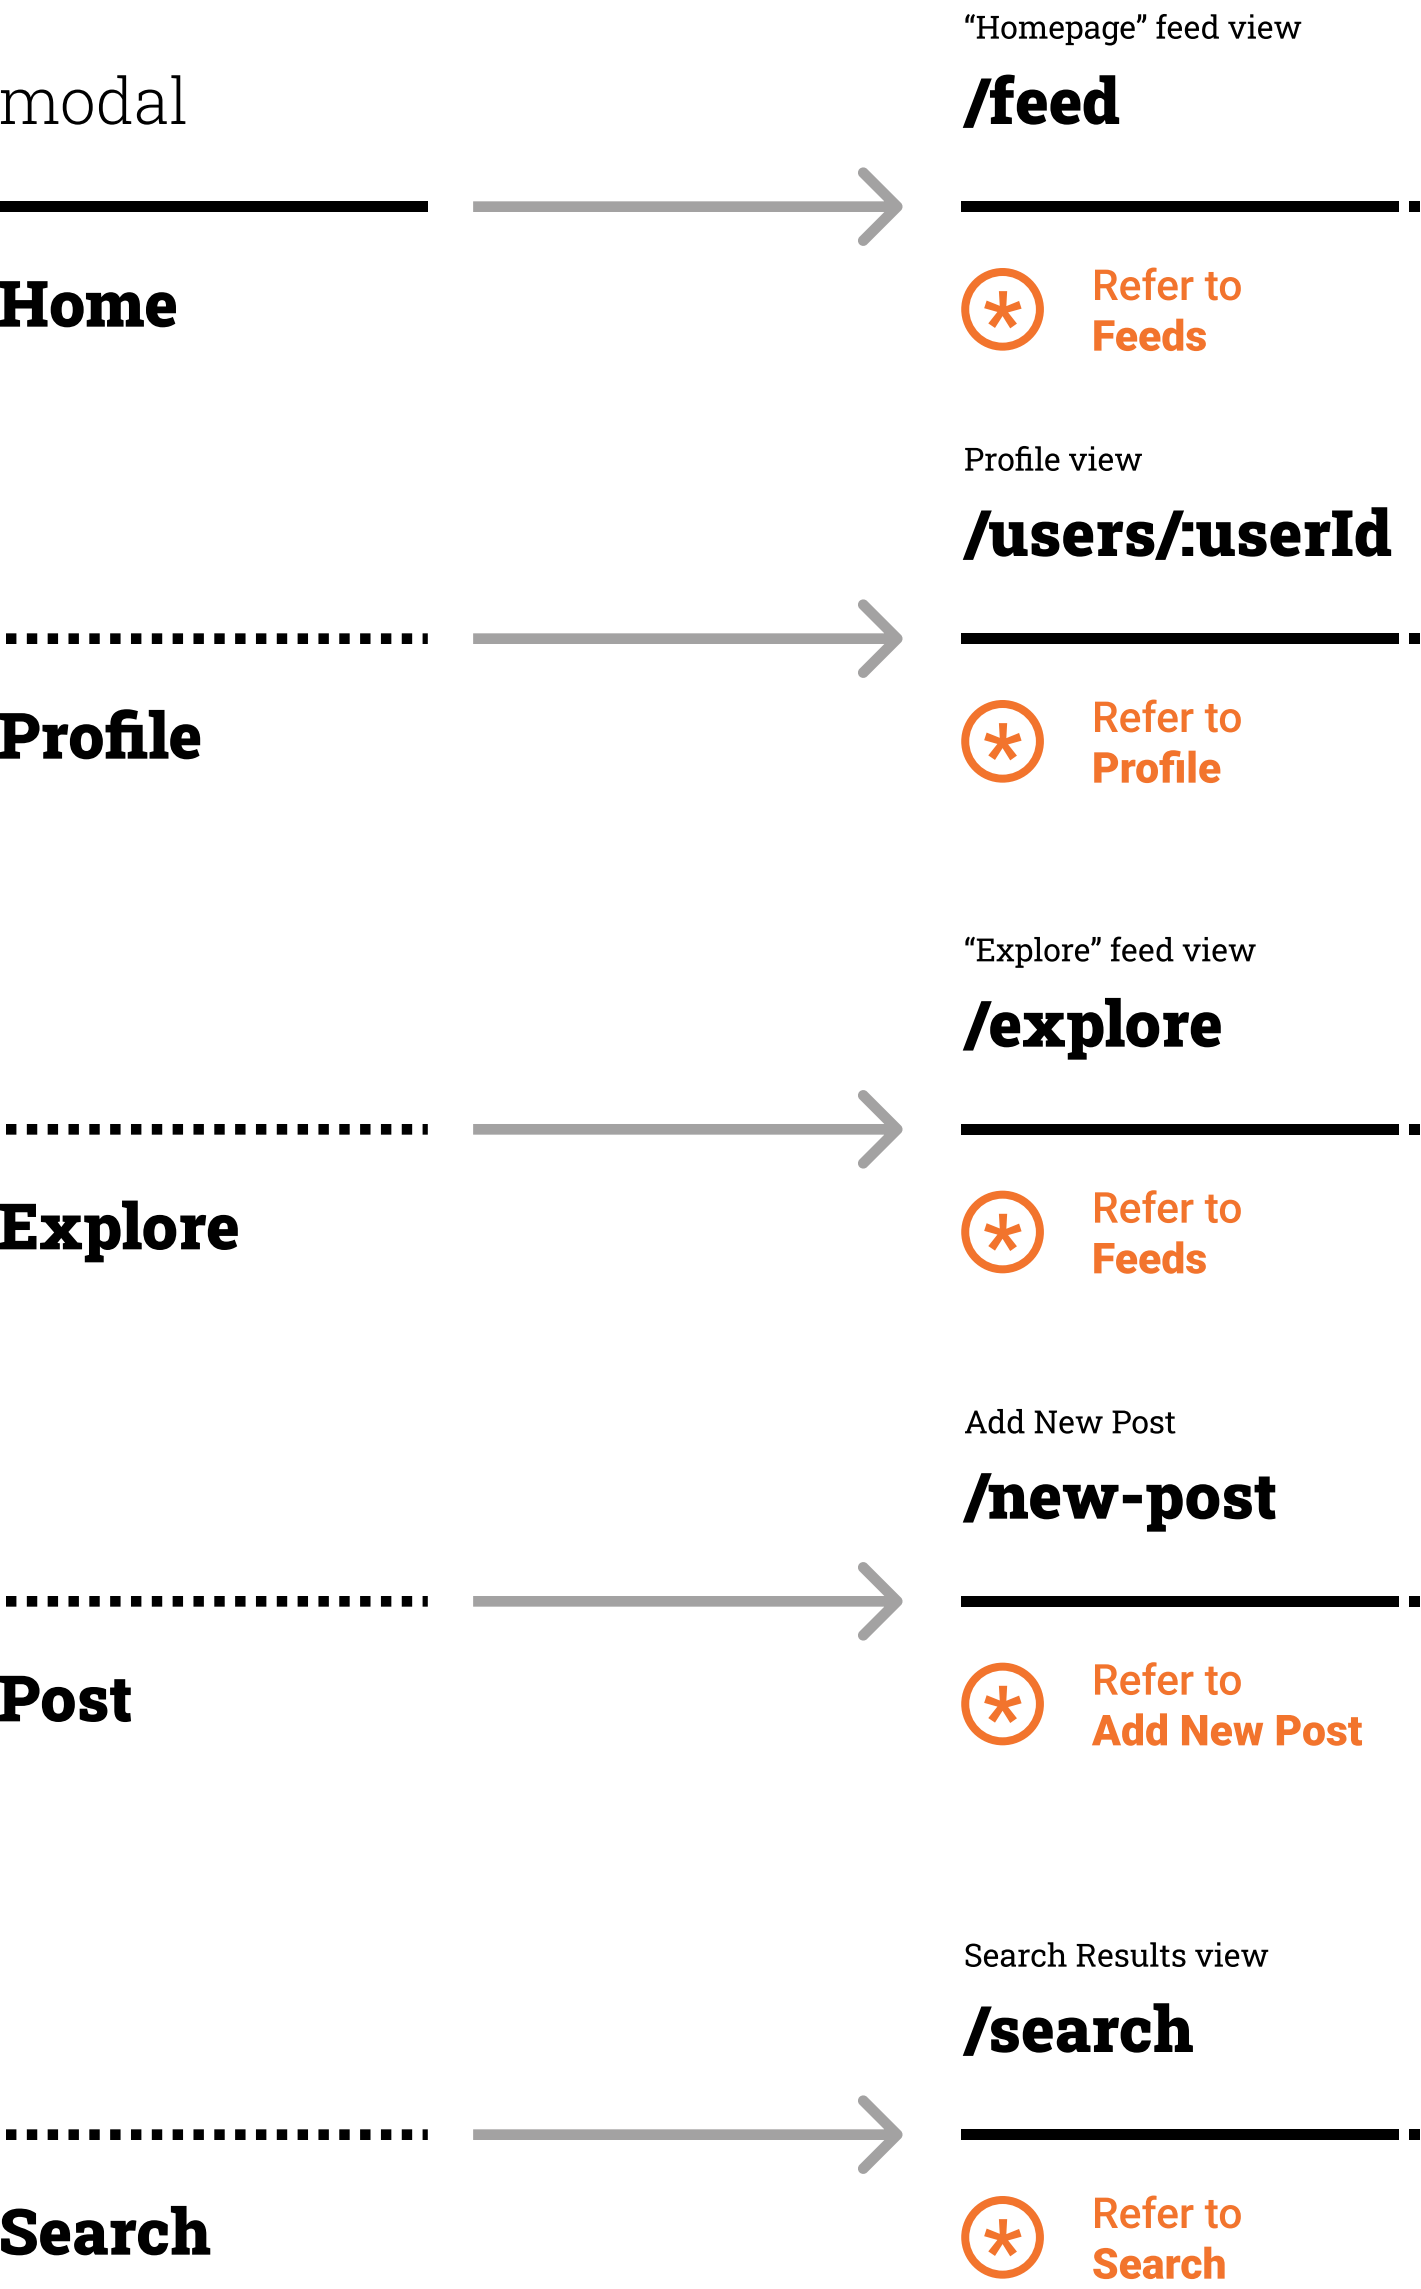 “Homepage” feed view
modal
/feed
Home
Refer to
Feeds
Profile view
/users/:userId
Profile
Refer to
Profile
“Explore” feed view
/explore
Explore
Refer to
Feeds
Add New Post
/new-post
Post
Refer to
Add New Post
Search Results view
/search
Search
Refer to
Search